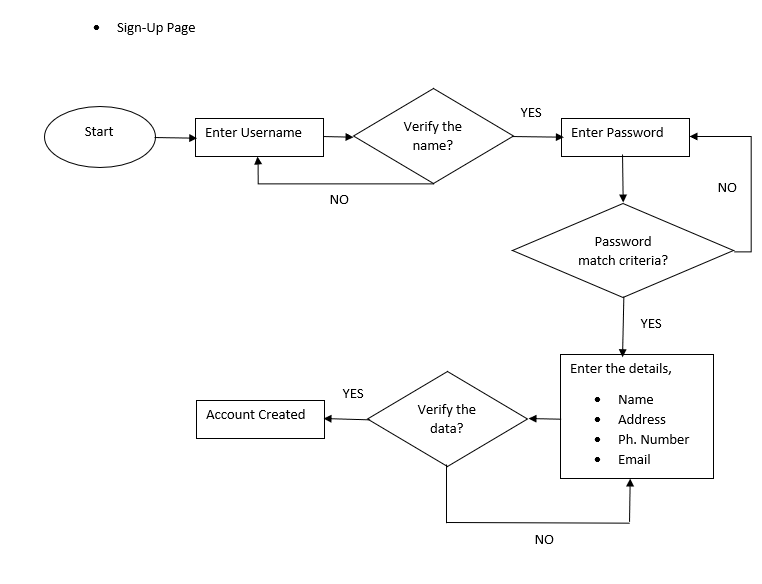 • Sign-Up Page
Start
Enter Username
Verify the
name?
YES
Enter Password
NO
NO
Password
match criteria?
YES
Enter the details,
• Name
• Address
• Ph. Number
• Email
Verify the
data?
YES
Account Created
NO